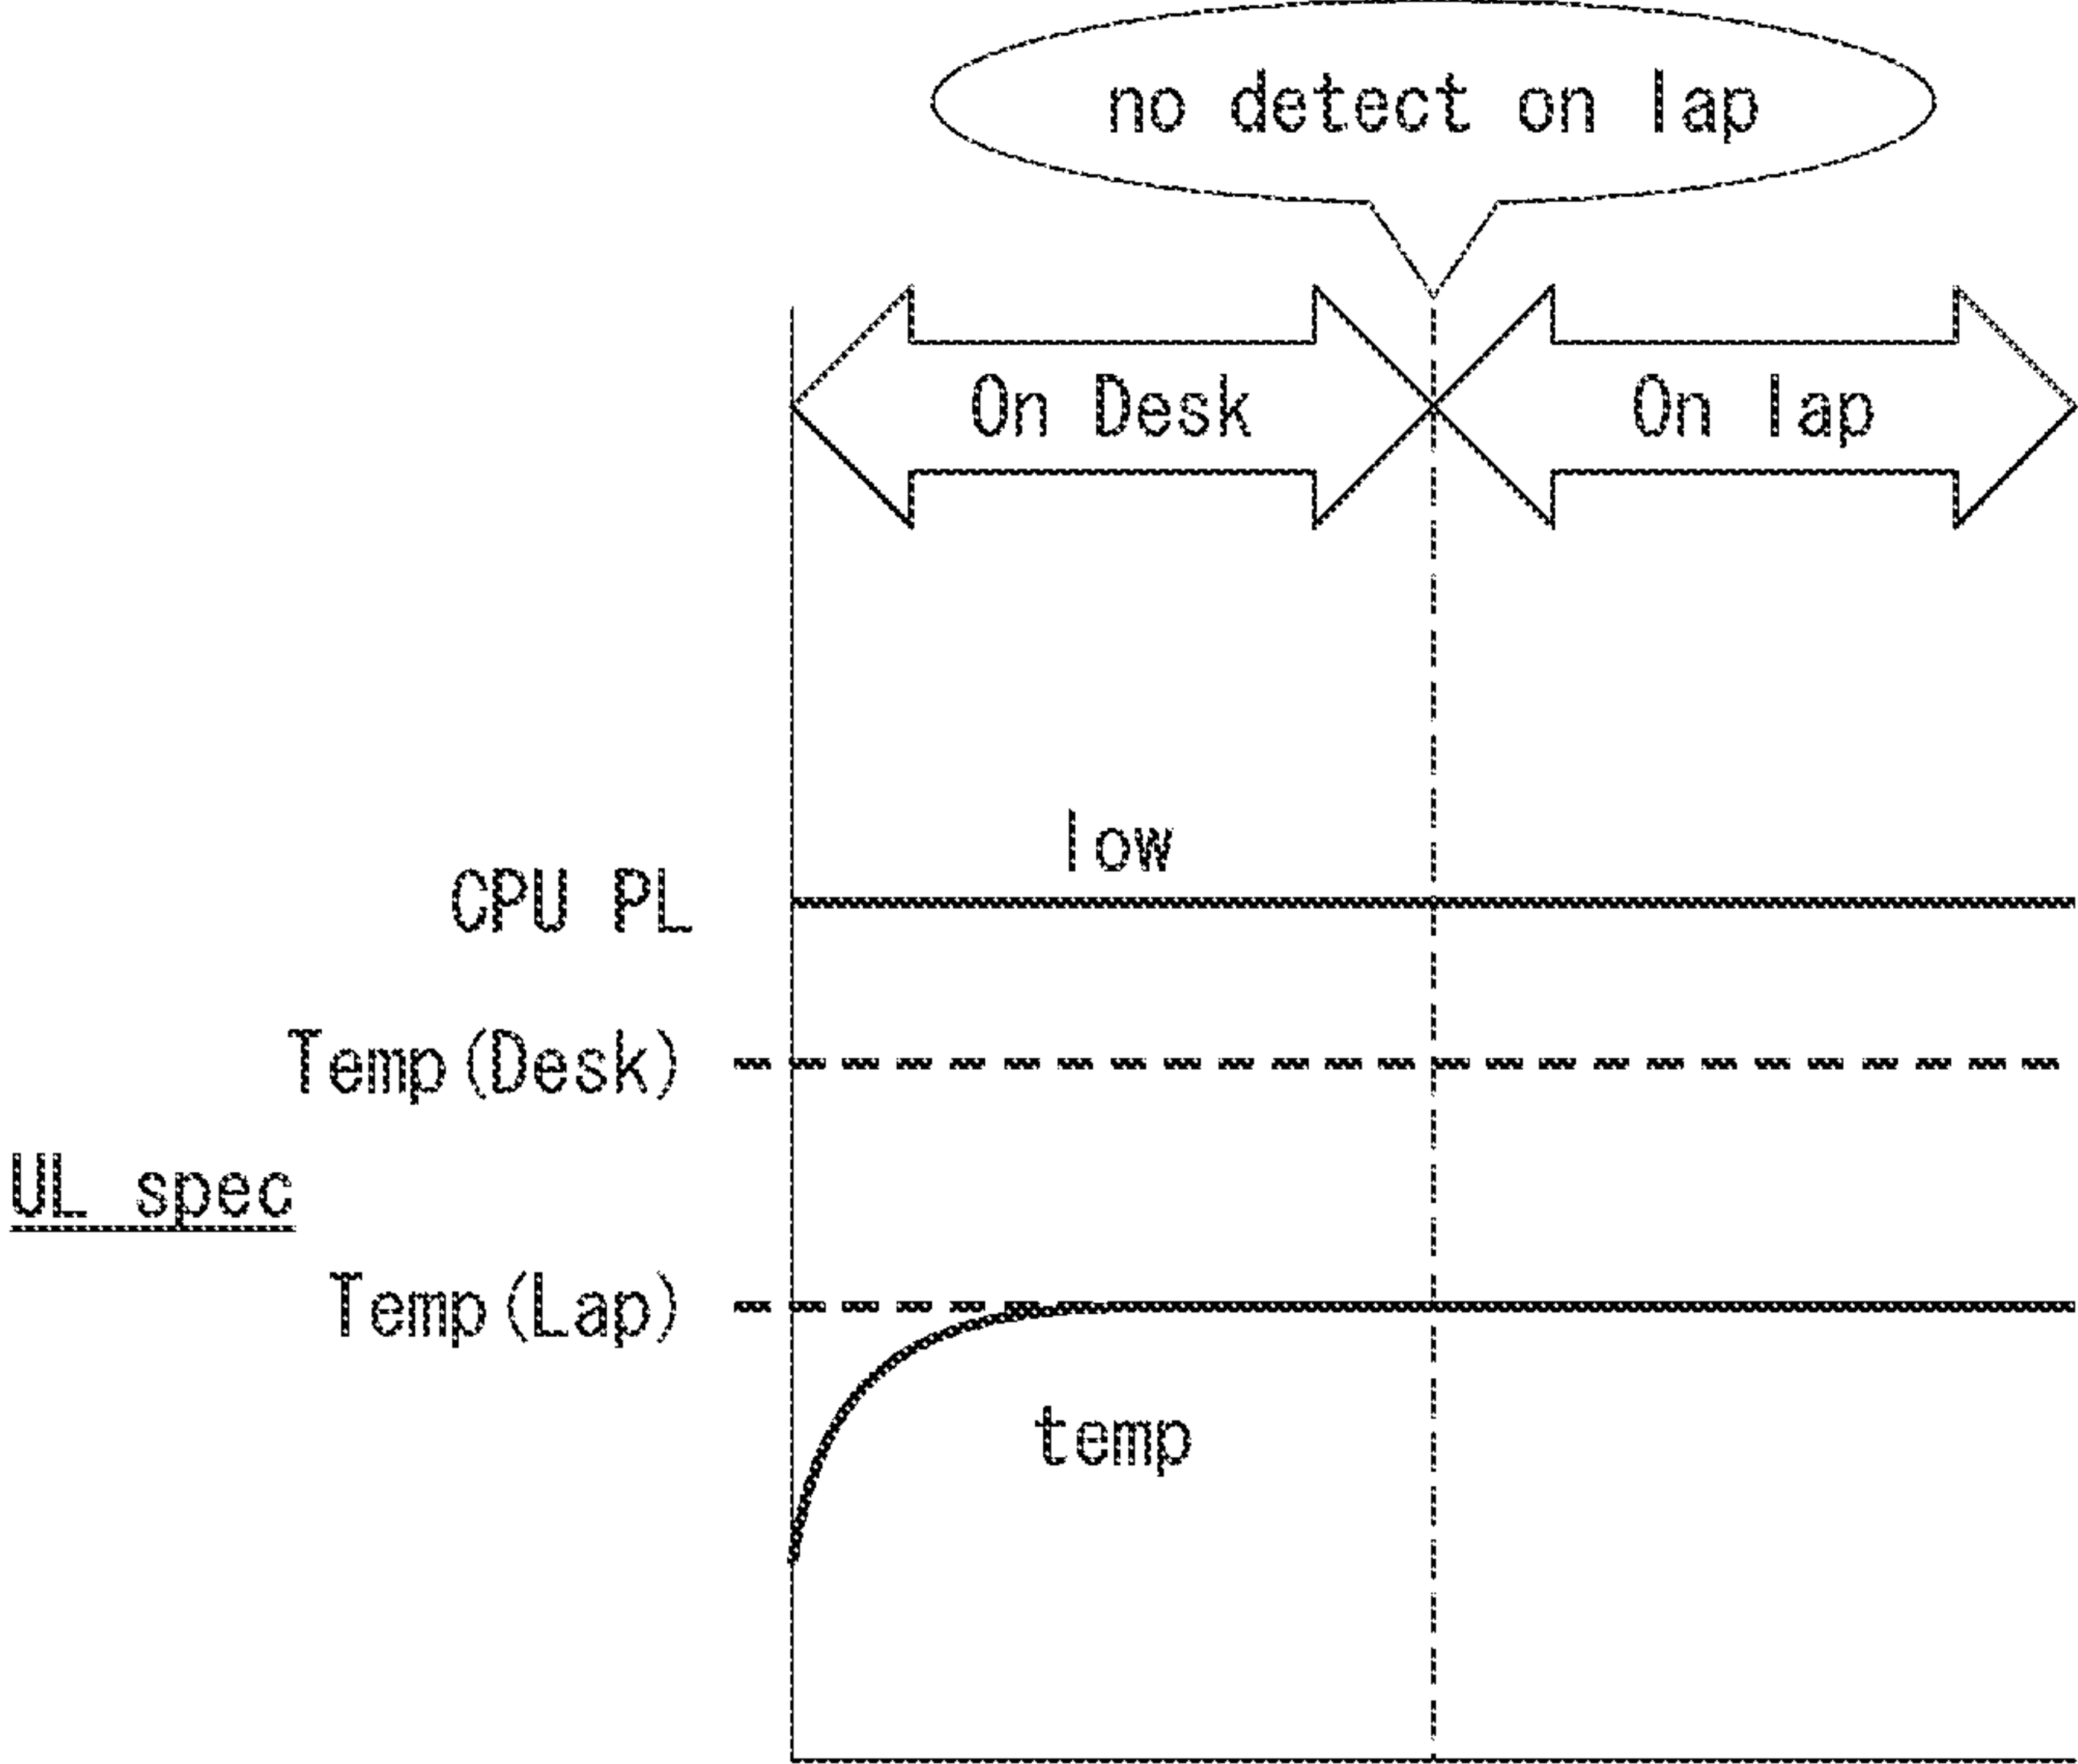 no detect on lap
On Desk
On lap
low
CPU PL
Temp(Desk)
UL spec
Temp(Lap)
temp